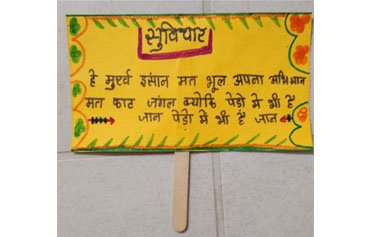 सुविचार
हे मुर्ख इंसान मत भूल अपना अभिमान
मत काट जंगल क्योकि पेडो मे भी हैं
जान पेडो में भी हैं जान